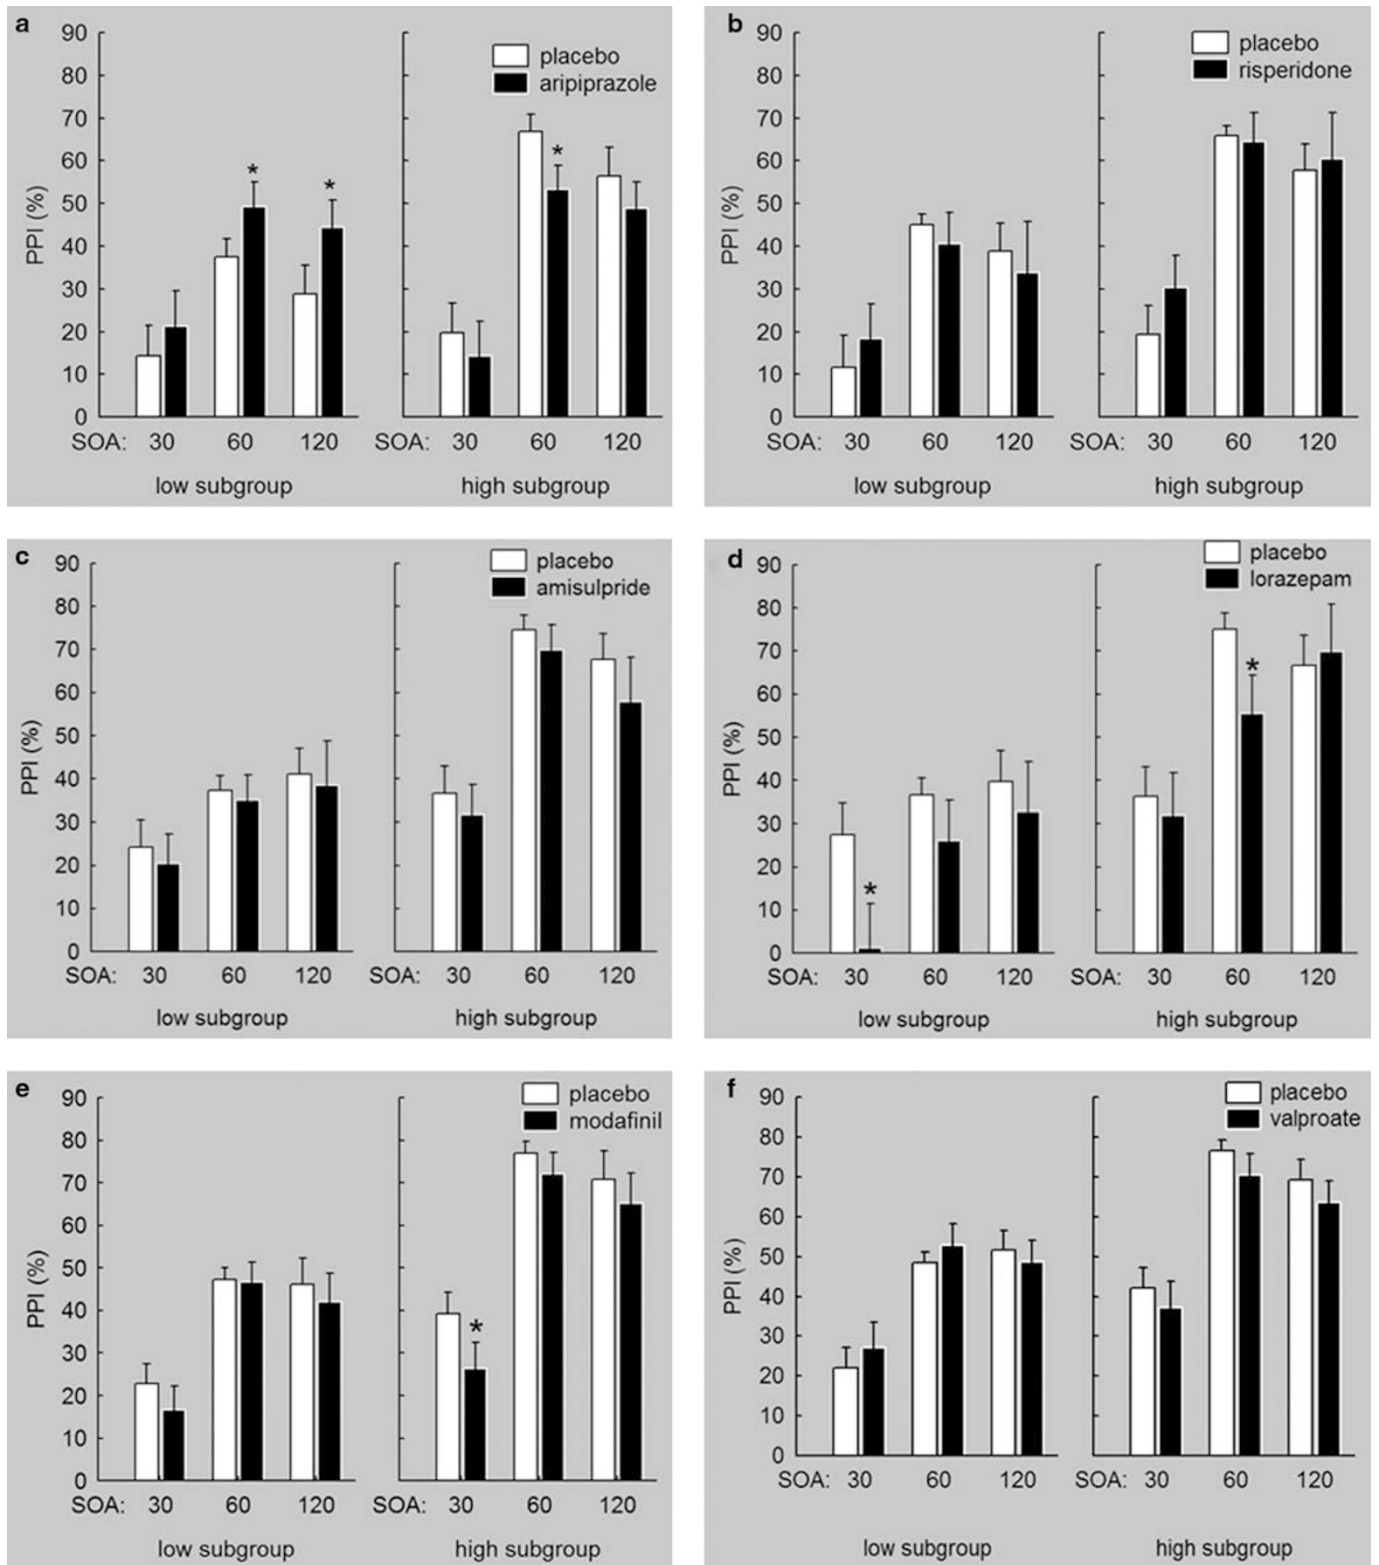 a
90
80
70
60
50
40
30
20
10
0
PPI (%)
placebo
aripiprazole
*
*
*
SOA: 30 60 120 SOA: 30 60 120
low subgroup high subgroup
b
90
80
70
60
50
40
30
20
10
0
PPI (%)
placebo
risperidone
SOA: 30 60 120 SOA: 30 60 120
low subgroup high subgroup
c
90
80
70
60
50
40
30
20
10
0
PPI (%)
placebo
amisulpride
SOA: 30 60 120 SOA: 30 60 120
low subgroup high subgroup
d
90
80
70
60
50
40
30
20
10
0
PPI (%)
placebo
lorazepam
*
*
SOA: 30 60 120 SOA: 30 60 120
low subgroup high subgroup
e
90
80
70
60
50
40
30
20
10
0
PPI (%)
placebo
modafinil
*
SOA: 30 60 120 SOA: 30 60 120
low subgroup high subgroup
f
90
80
70
60
50
40
30
20
10
0
PPI (%)
placebo
valproate
SOA: 30 60 120 SOA: 30 60 120
low subgroup high subgroup